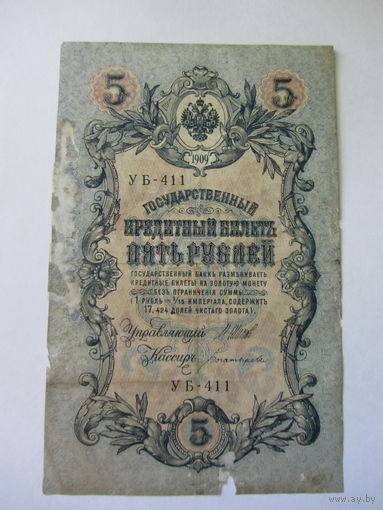 5 5
1909
УБ-411
ГОСУДАРСТВЕННЫЙ
КРЕДИТНЫЙ БИЛЕТЪ
ПЯТЬ РУБЛЕЙ
ГОСУДАРСТВЕННЫЙ БАНКЪ РАЗМѢНИВАЕТЪ
КРЕДИТНЫЕ БИЛЕТЫ НА ЗОЛОТУЮ МОНЕТУ
БЕЗЪ ОГРАНИЧЕНІЯ СУММЫ
(1 РУБЛЬ = 1/15 ИМПЕРІАЛА, СОДЕРЖИТЪ
17,424 ДОЛЕЙ ЧИСТАГО ЗОЛОТА).
Управляющій
Кассиръ
УБ-411
5
www.ay.by